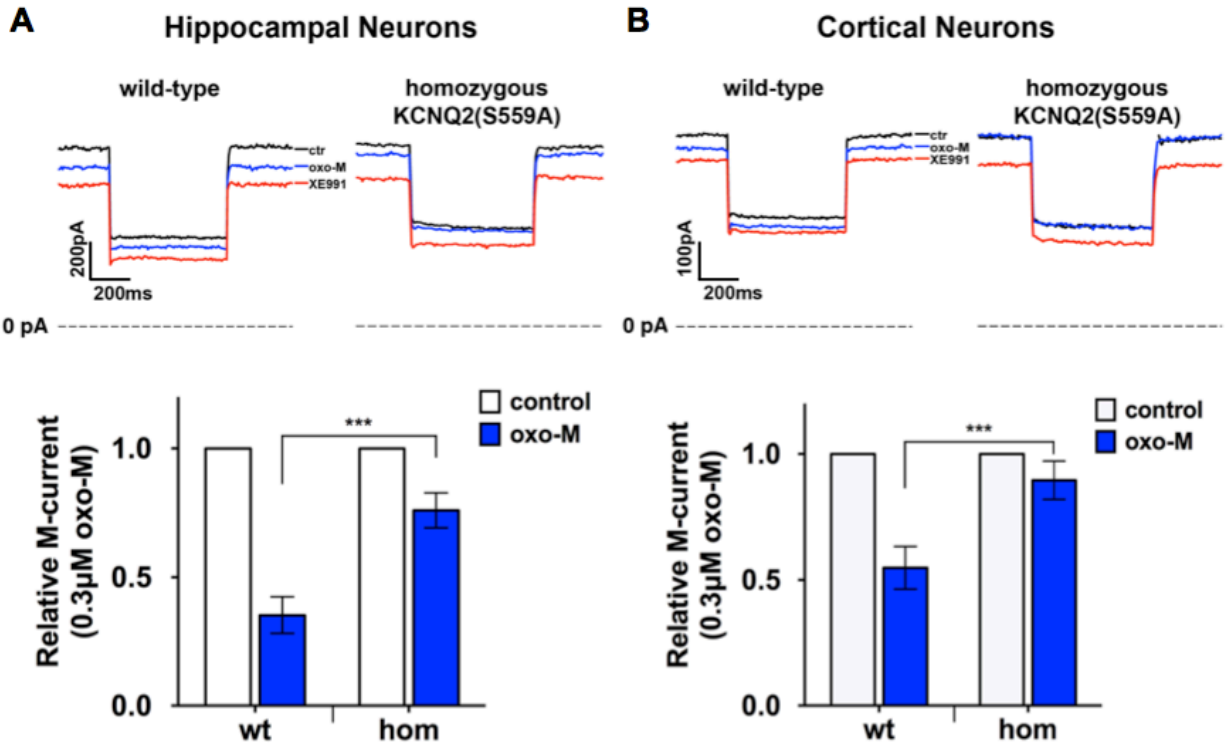 A
Hippocampal Neurons
wild-type
homozygous
KCNQ2(S559A)
ctr
oxo-M
XE991
200pA
200ms
0 pA
Relative M-current
(0.3µM oxo-M)
1.0
0.5
0.0
***
control
oxo-M
wt
hom
B
Cortical Neurons
wild-type
homozygous
KCNQ2(S559A)
ctr
oxo-M
XE991
100pA
200ms
0 pA
Relative M-current
(0.3µM oxo-M)
1.0
0.5
0.0
***
control
oxo-M
wt
hom